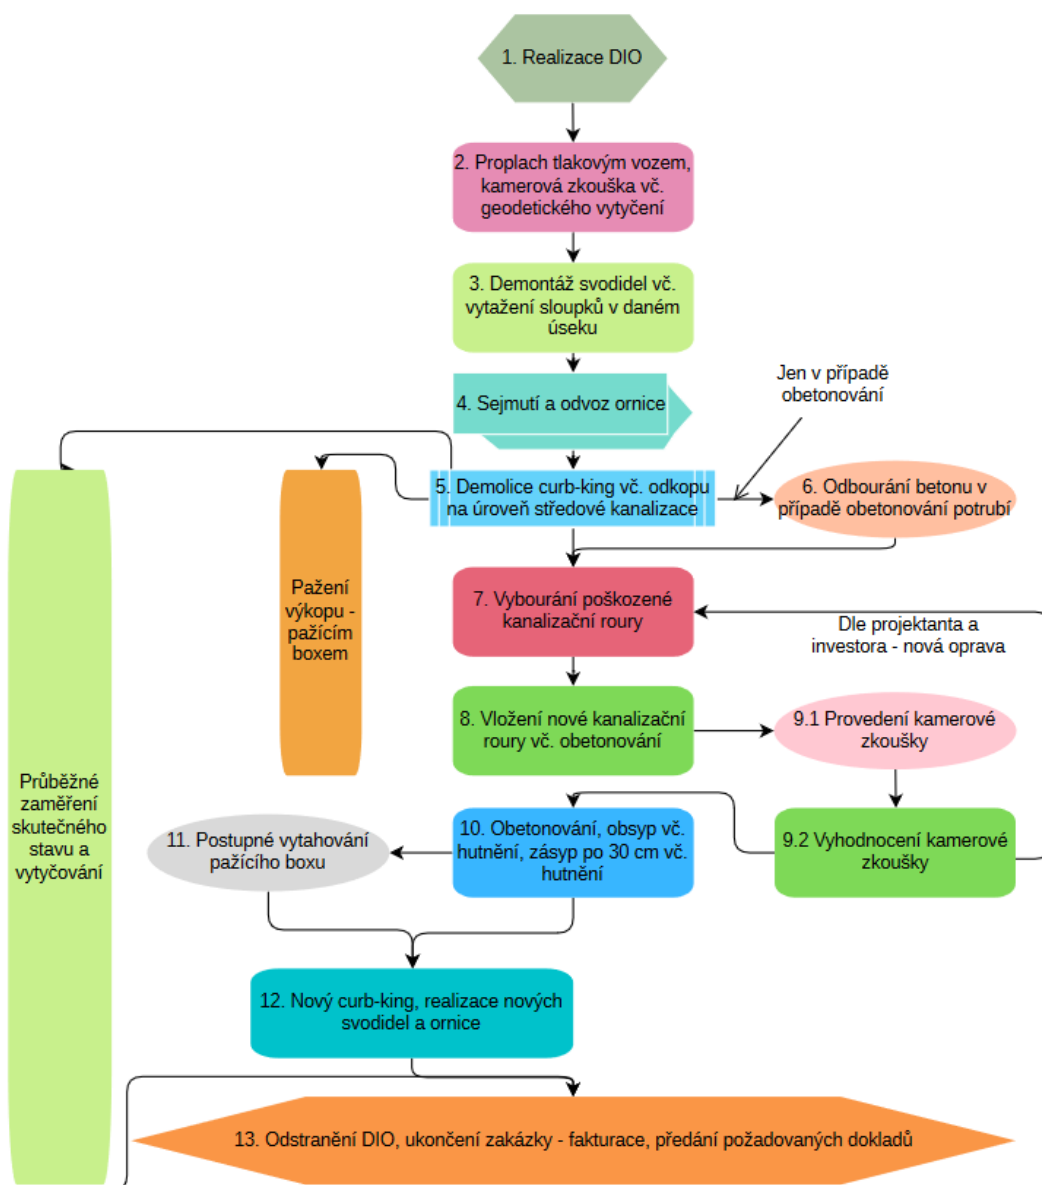 1. Realizace DIO
2. Proplach tlakovým vozem,
kamerová zkouška vč.
geodetického vytyčení
3. Demontáž svodidel vč.
vytažení sloupků v daném
úseku
4. Sejmutí a odvoz ornice
Jen v případě
obetonování
5. Demolice curb-king vč. odkopu
na úroveň středové kanalizace
6. Odbourání betonu v
případě obetonování potrubí
Pažení
výkopu -
pažícím
boxem
7. Vybourání poškozené
kanalizační roury
Dle projektanta a
investora - nová oprava
8. Vložení nové kanalizační
roury vč. obetonování
9.1 Provedení kamerové
zkoušky
Průběžné
zaměření
skutečného
stavu a
vytyčování
11. Postupné vytahování
pažícího boxu
10. Obetonování, obsyp vč.
hutnění, zásyp po 30 cm vč.
hutnění
9.2 Vyhodnocení kamerové
zkoušky
12. Nový curb-king, realizace nových
svodidel a ornice
13. Odstranění DIO, ukončení zakázky - fakturace, předání požadovaných dokladů